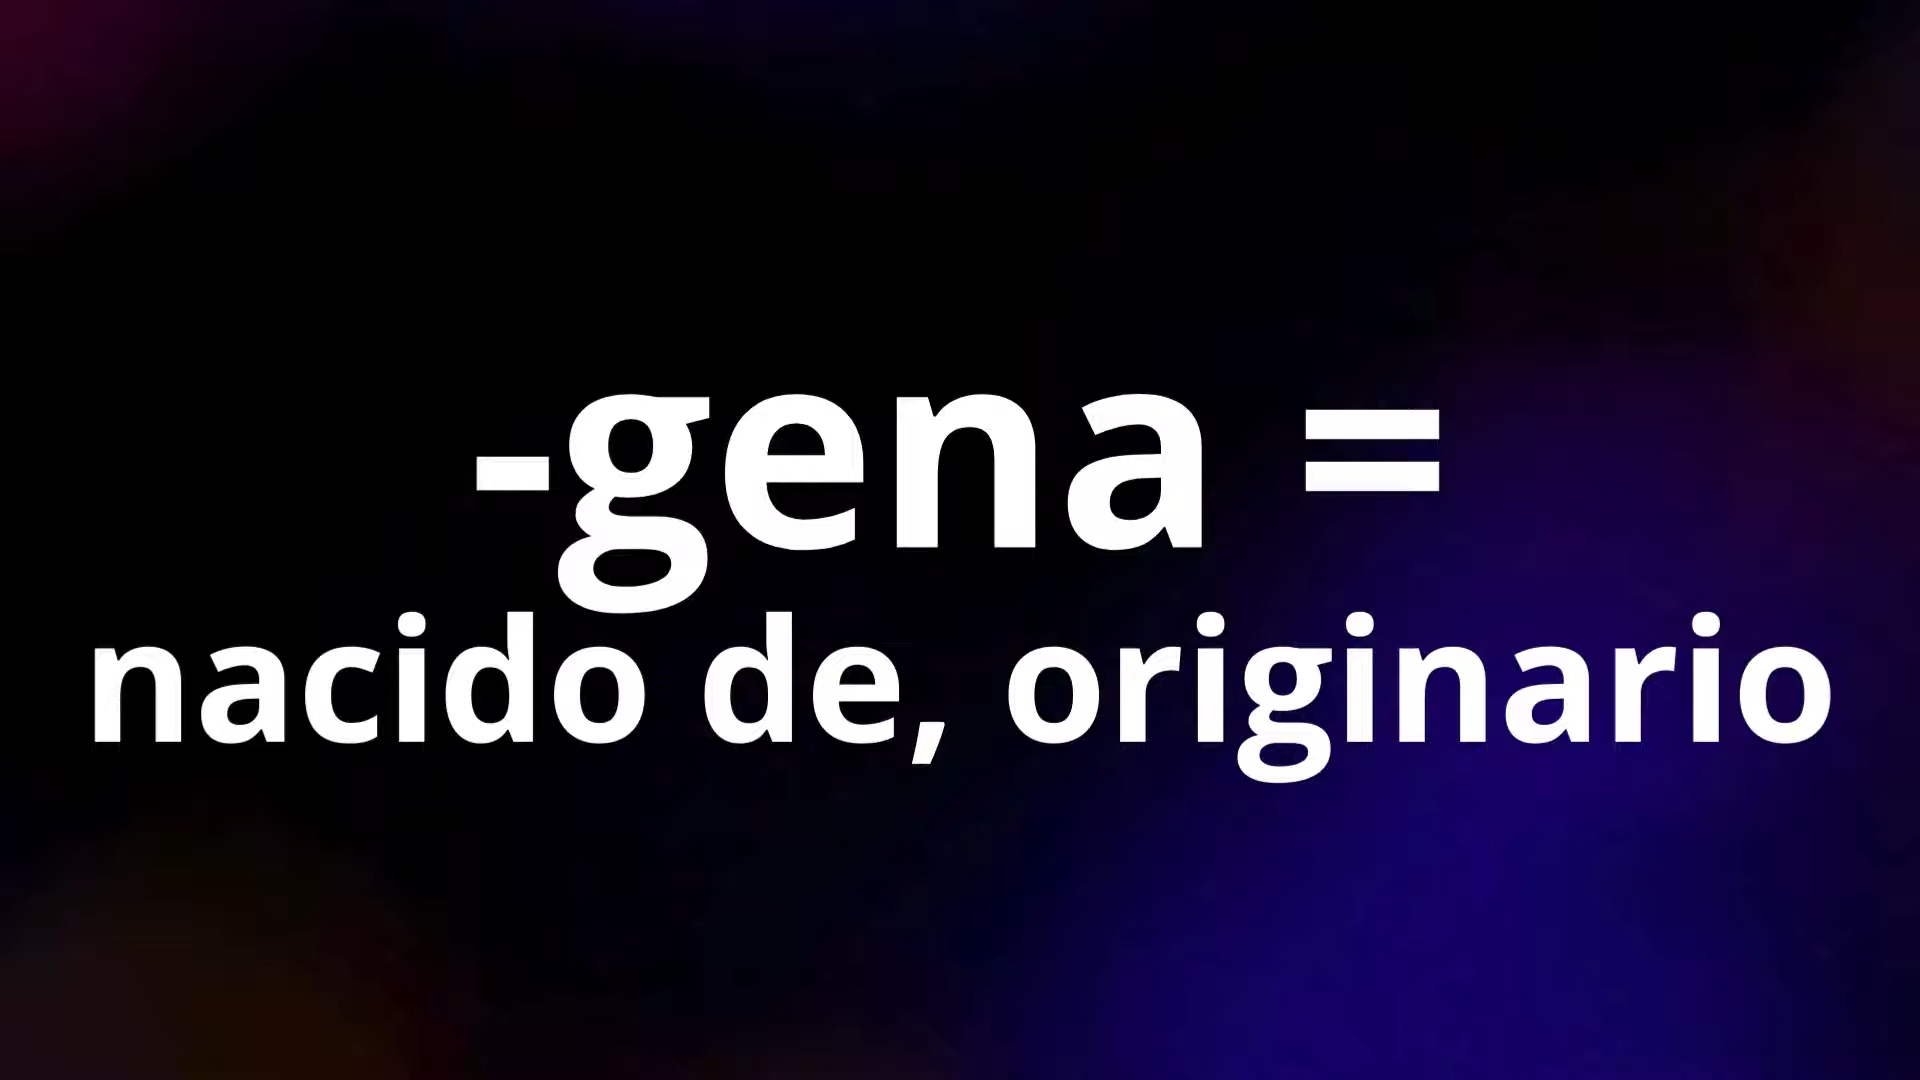 -gena =
nacido de, originario